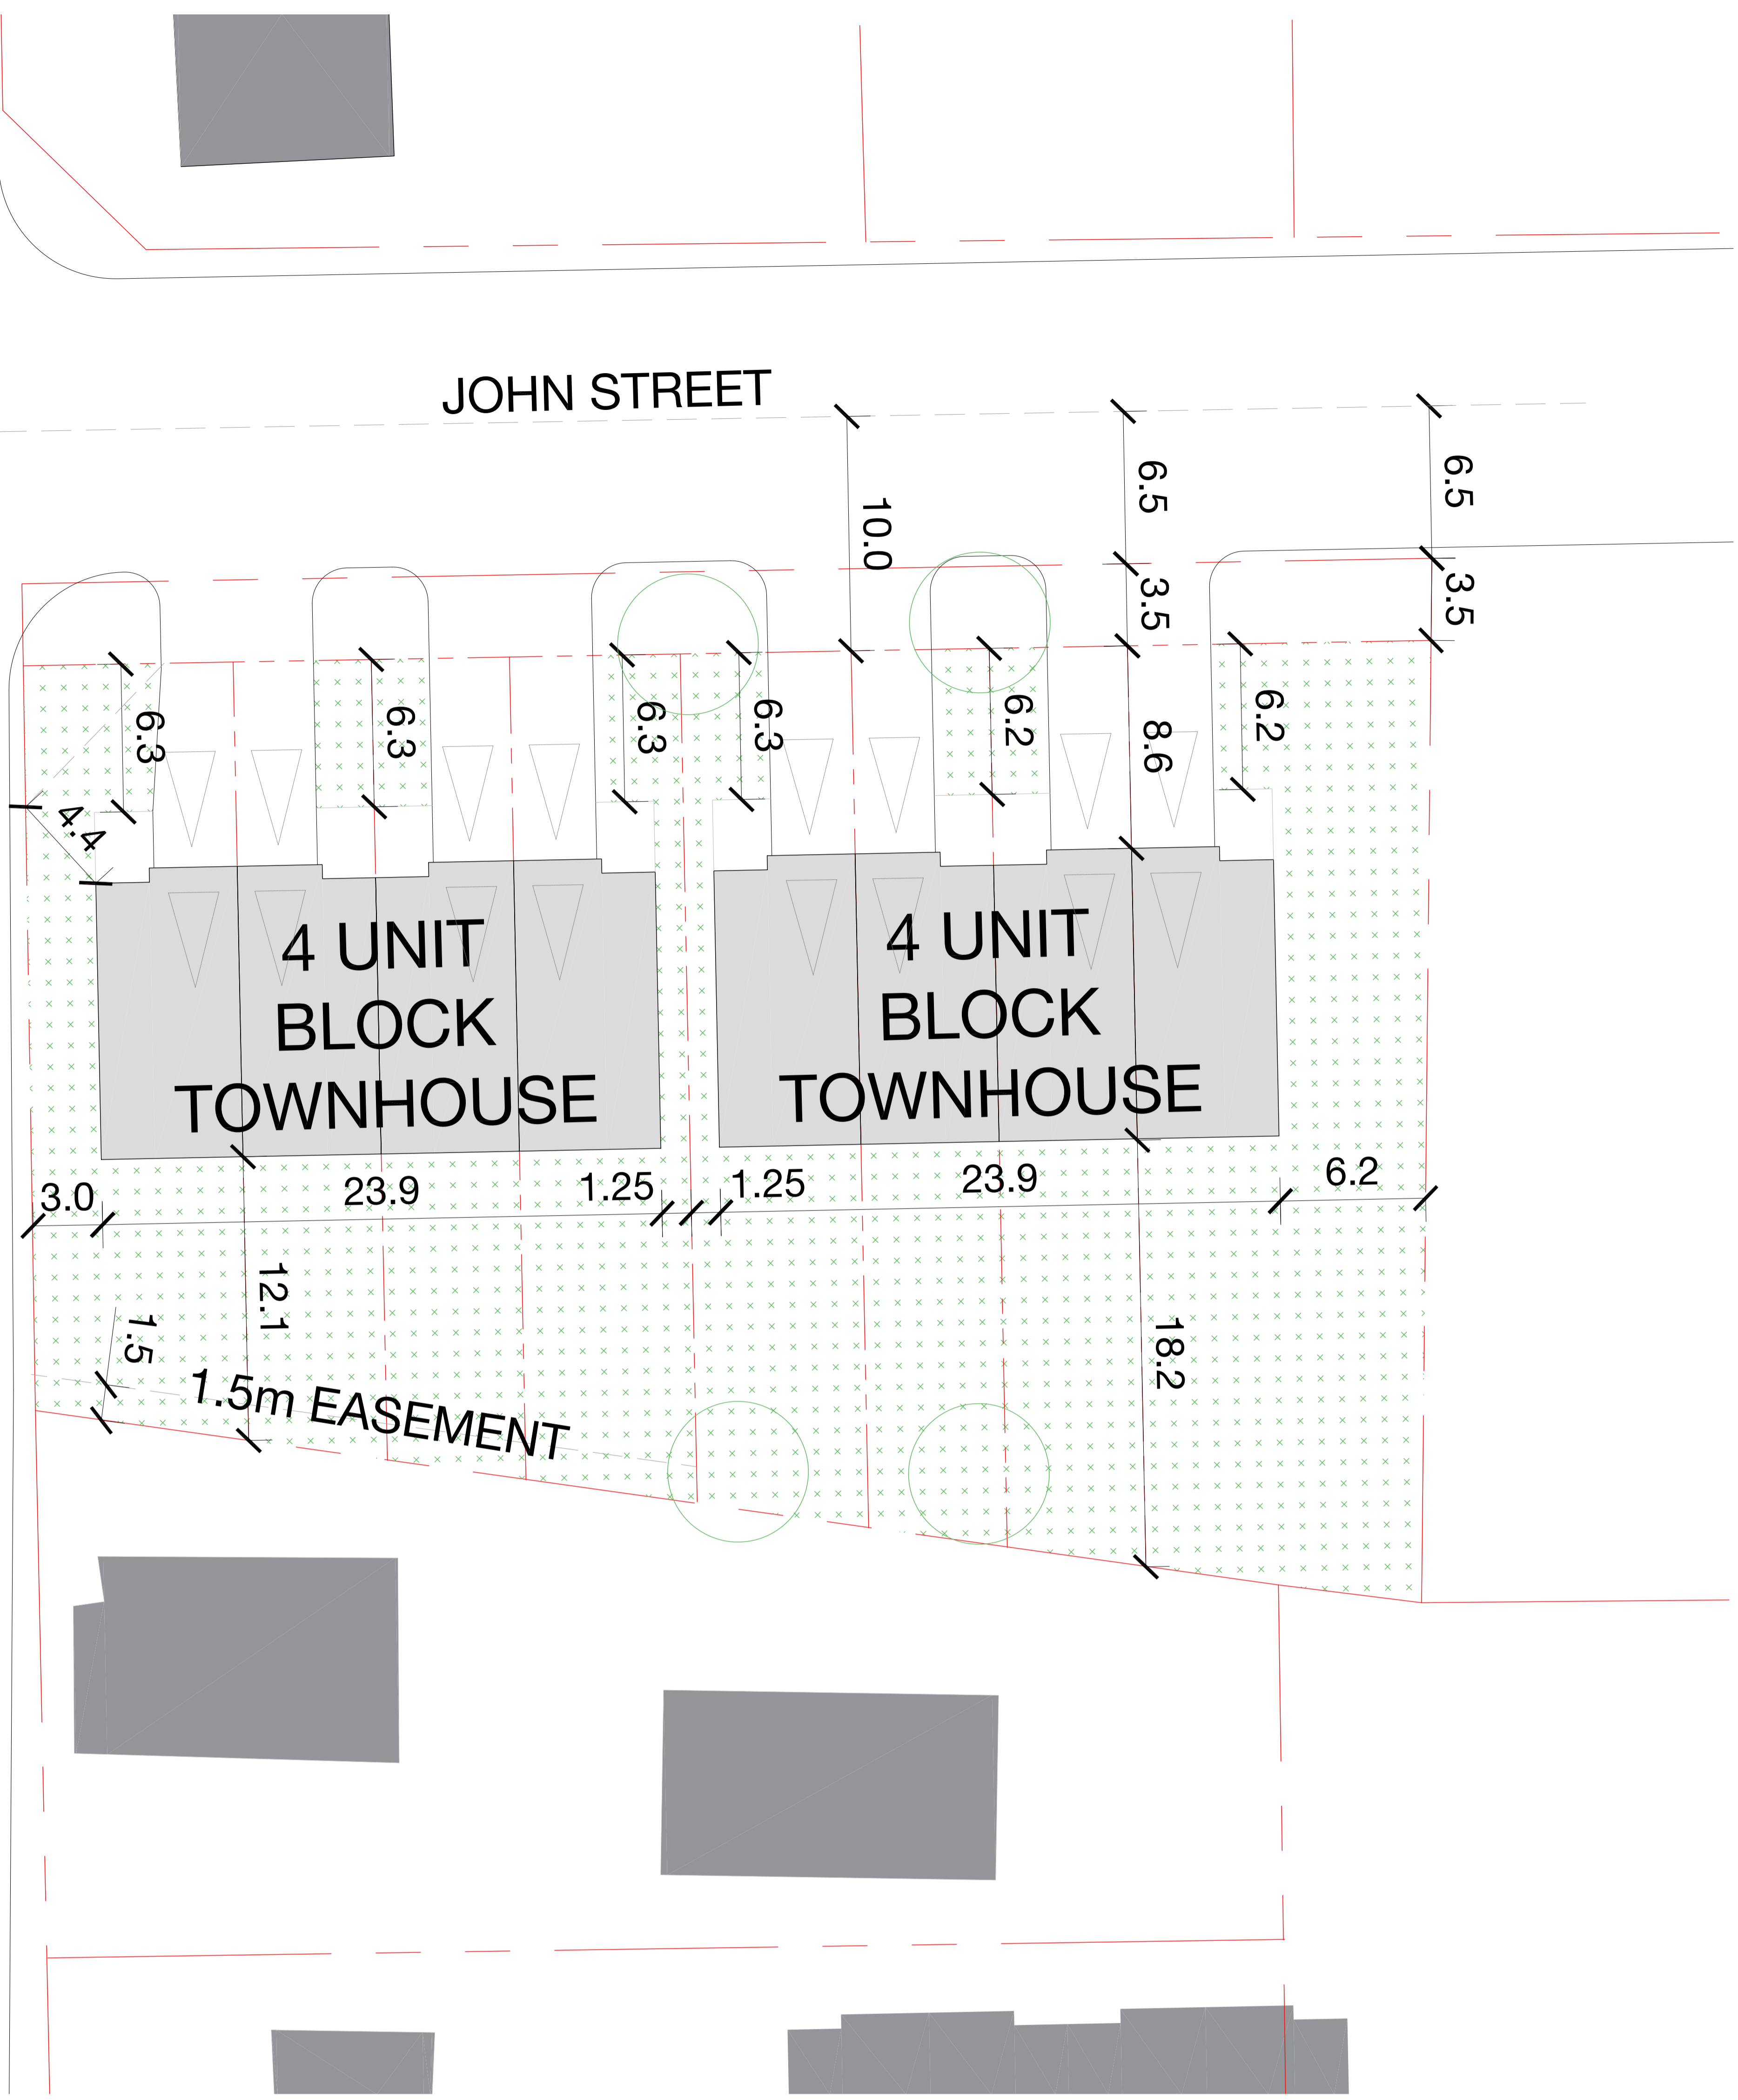 JOHN STREET
10.0
6.5
6.5
3.5
3.5
6.3
6.3
6.3
6.3
6.2
8.6
6.2
4.4
4 UNIT
BLOCK
TOWNHOUSE
4 UNIT
BLOCK
TOWNHOUSE
3.0
23.9
1.25
1.25
23.9
6.2
12.1
1.5
18.2
1.5m EASEMENT